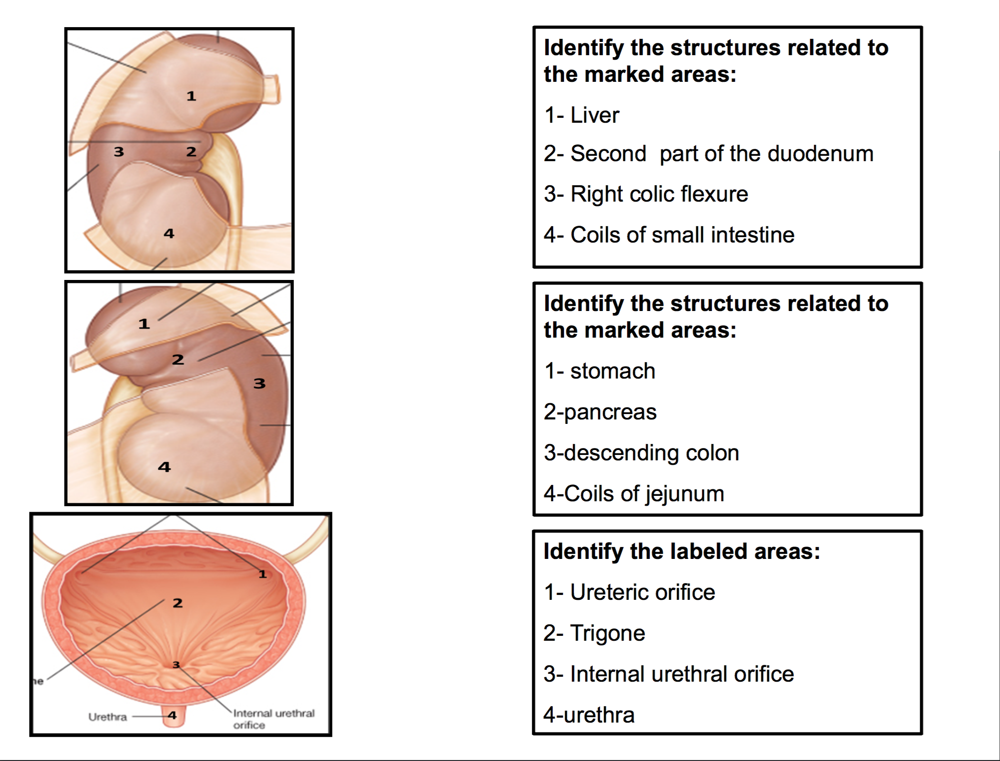 1
3
2
4
Identify the structures related to
the marked areas:
1- Liver
2- Second  part of the duodenum
3- Right colic flexure
4- Coils of small intestine
1
2
3
4
Identify the structures related to
the marked areas:
1- stomach
2-pancreas
3-descending colon
4-Coils of jejunum
1
2
3
ne
Urethra
4
Internal urethral
orifice
Identify the labeled areas:
1- Ureteric orifice
2- Trigone
3- Internal urethral orifice
4-urethra